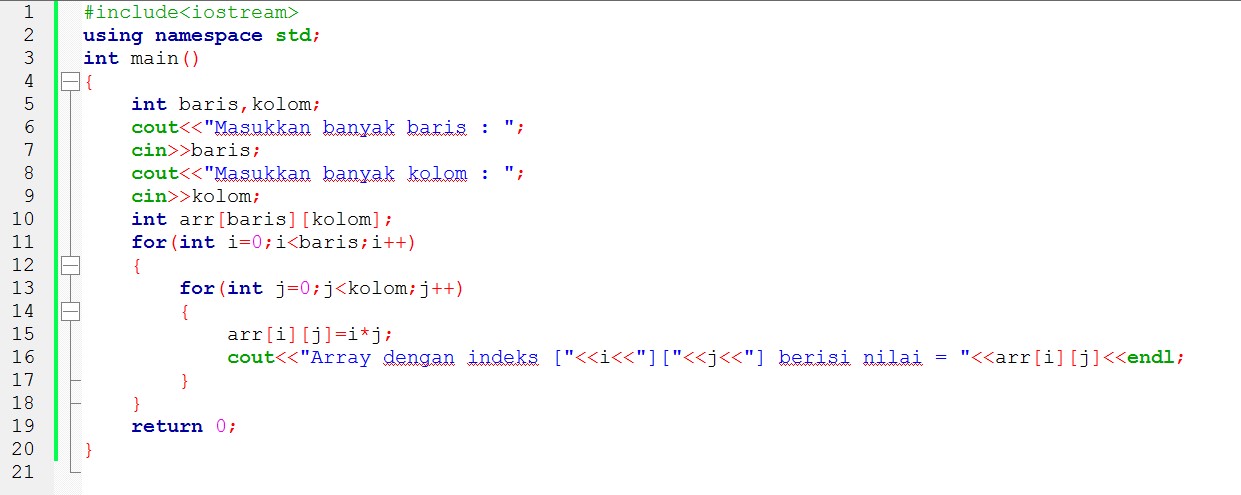 1 #include<iostream>
2 using namespace std;
3 int main()
4 {
5 int baris,kolom;
6 cout<<"Masukkan banyak baris : ";
7 cin>>baris;
8 cout<<"Masukkan banyak kolom : ";
9 cin>>kolom;
10 int arr[baris][kolom];
11 for(int i=0;i<baris;i++)
12 {
13 for(int j=0;j<kolom;j++)
14 {
15 arr[i][j]=i*j;
16 cout<<"Array dengan indeks ["<<i<<"]["<<j<<"] berisi nilai = "<<arr[i][j]<<endl;
17 }
18 }
19 return 0;
20 }
21